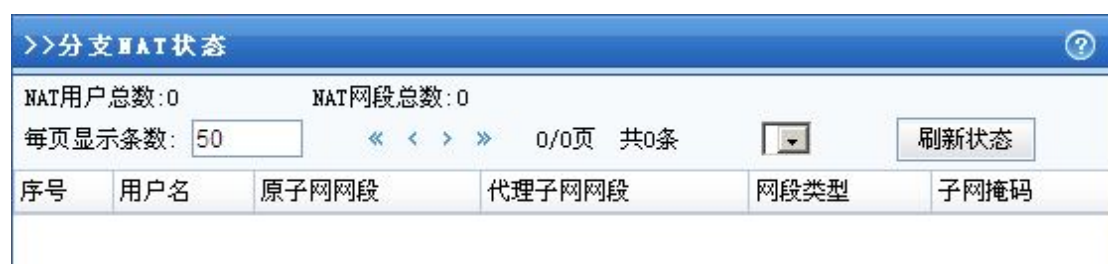 >>分支NAT状态
NAT用户总数:0 NAT网段总数:0
每页显示条数: 50 « < > » 0/0页 共0条 刷新状态
序号 用户名 原子网网段 代理子网网段 网段类型 子网掩码